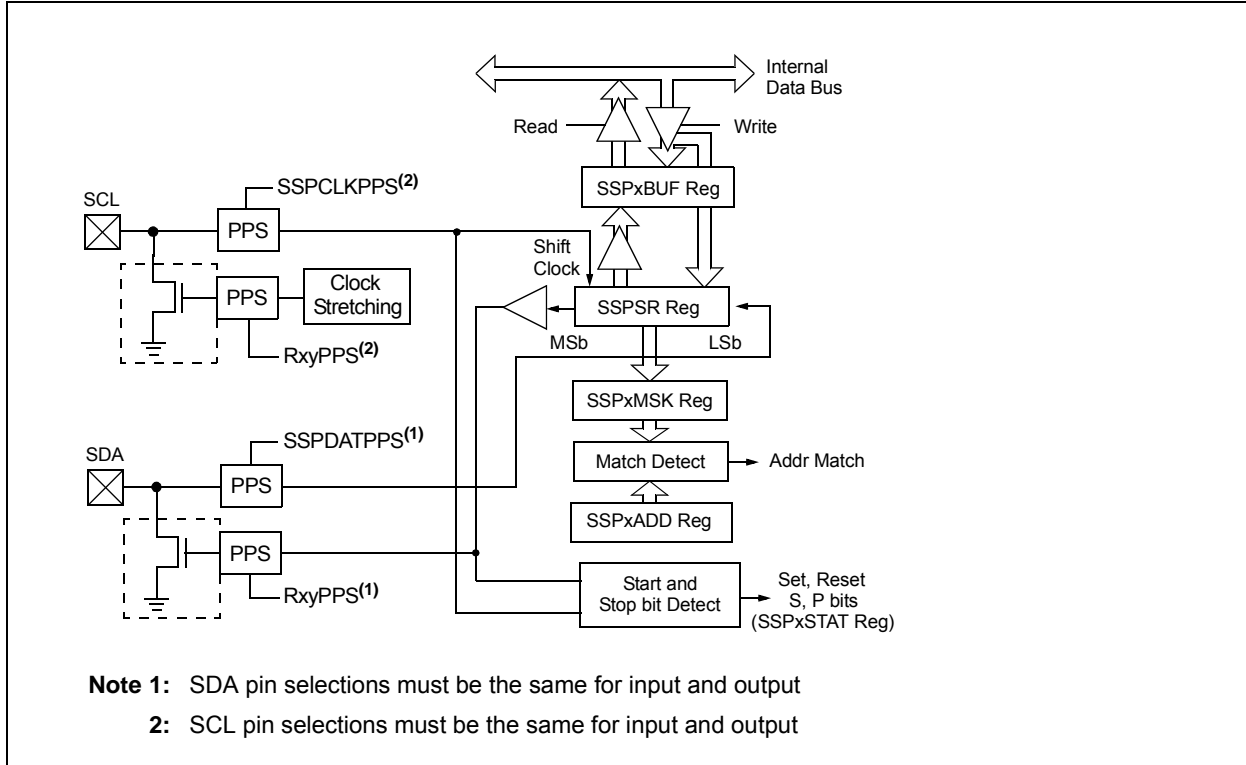 Internal
Data Bus
Read
Write
SSPxBUF Reg
SSPCLKPPS(2)
SCL
PPS
Shift
Clock
Clock
Stretching
PPS
SSPSR Reg
MSb
LSb
RxyPPS(2)
SSPxMSK Reg
SSPDATPPS(1)
SDA
PPS
Match Detect
Addr Match
SSPxADD Reg
PPS
RxyPPS(1)
Start and
Stop bit Detect
Set, Reset
S, P bits
(SSPxSTAT Reg)
Note 1: SDA pin selections must be the same for input and output
2: SCL pin selections must be the same for input and output